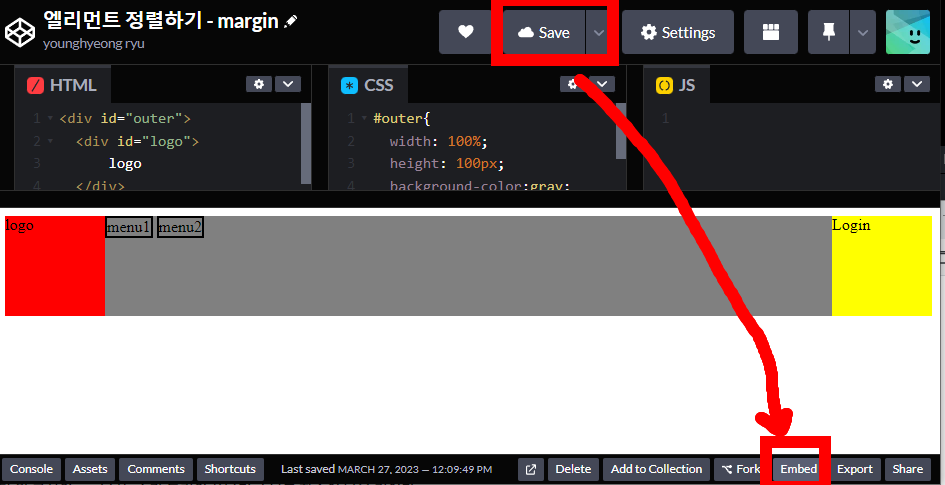 엘리먼트 정렬하기 - margin
younghyeong ryu
Save
Settings
HTML
CSS
JS
1 <div id="outer">
2 <div id="logo">
3 logo
4 </div>
1 #outer{
2 width: 100%;
3 height: 100px;
4 background-color:gray;
1
logo
menu1 menu2
Login
Console Assets Comments Shortcuts Last saved MARCH 27, 2023 — 12:09:49 PM Delete Add to Collection Fork Embed Export Share